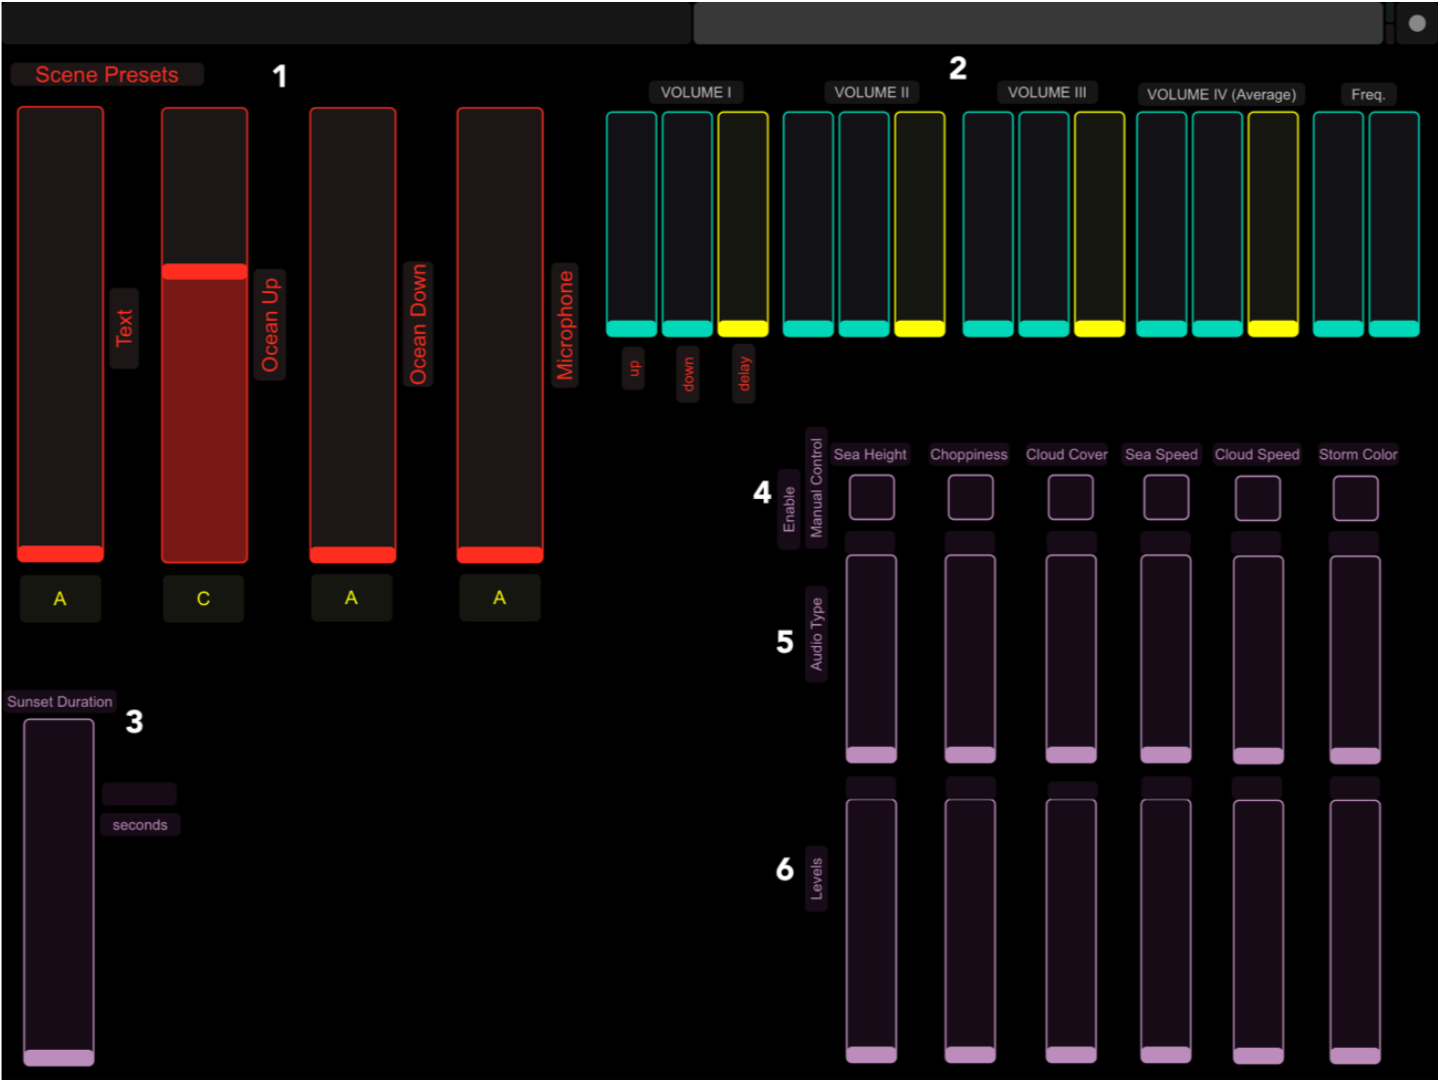 Scene Presets
1
2
VOLUME I
VOLUME II
VOLUME III
VOLUME IV (Average)
Freq.
Text
Ocean Up
Ocean Down
Microphone
up
down
delay
A
C
A
A
4
Enable
Manual Control
Sea Height
Choppiness
Cloud Cover
Sea Speed
Cloud Speed
Storm Color
5
Audio Type
Sunset Duration
3
seconds
6
Levels